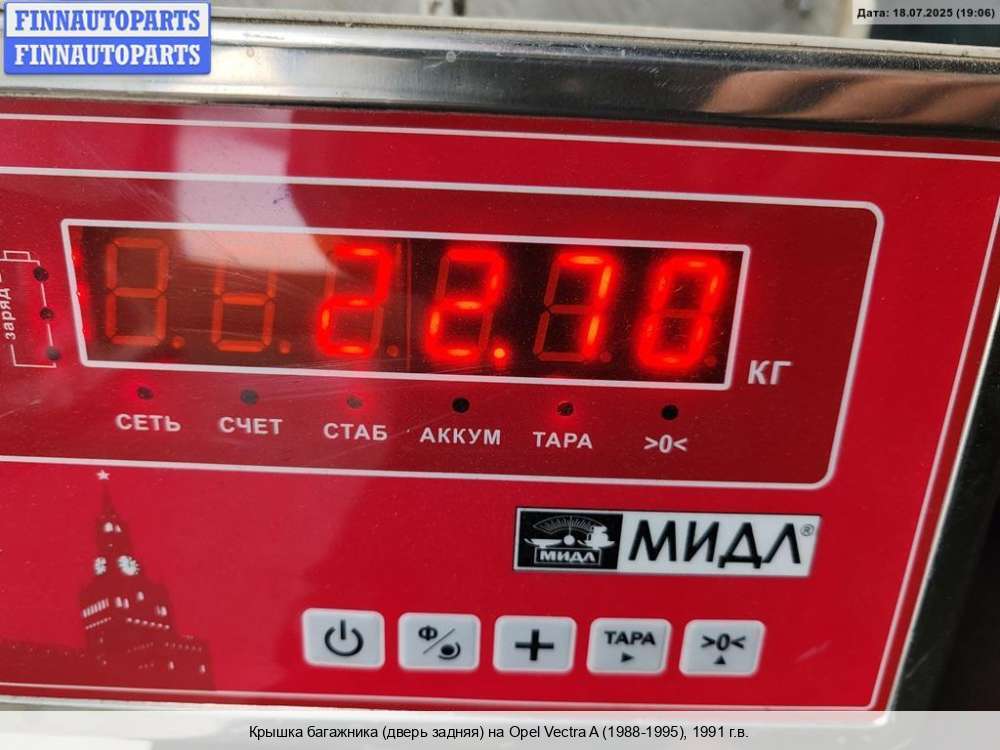 FINNAUTOPARTS
FINNAUTOPARTS
Дата: 18.07.2025 (19:06)
заряд
22.70
КГ
СЕТЬ СЧЕТ СТАБ АККУМ ТАРА >0<
МИДЛ МИДЛ®
Ф ТАРА >0<
Крышка багажника (дверь задняя) на Opel Vectra A (1988-1995), 1991 г.в.